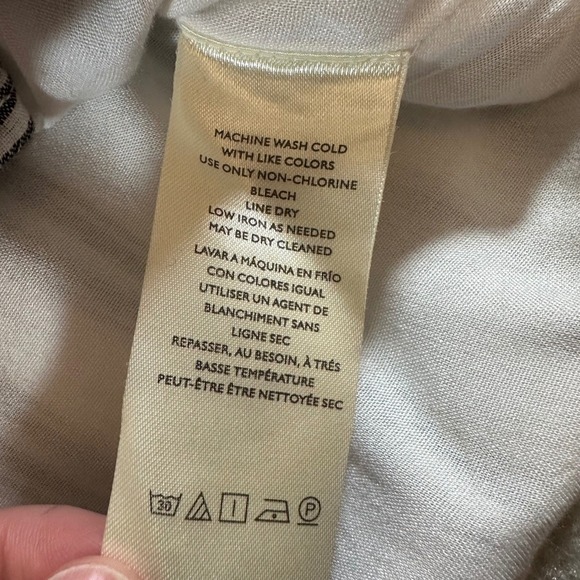 MACHINE WASH COLD
WITH LIKE COLORS
USE ONLY NON-CHLORINE
BLEACH
LINE DRY
LOW IRON AS NEEDED
MAY BE DRY CLEANED
LAVAR A MÁQUINA EN FRÍO
CON COLORES IGUAL
UTILISER UN AGENT DE
BLANCHIMENT SANS
LIGNE SEC
REPASSER, AU BESOIN, À TRÉS
BASSE TEMPÉRATURE
PEUT-ÊTRE ÊTRE NETTOYÉE SEC
30 P